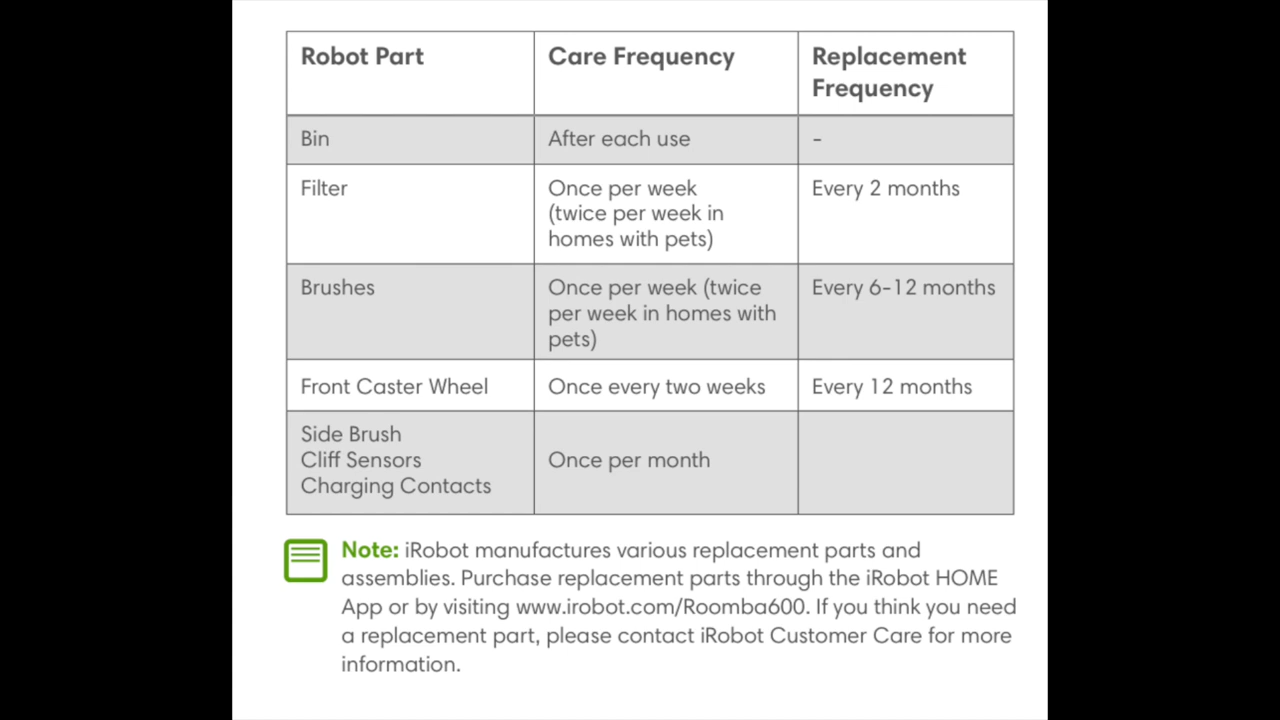 Robot Part
Care Frequency
Replacement
Frequency
Bin
After each use
-
Filter
Once per week
(twice per week in
homes with pets)
Every 2 months
Brushes
Once per week (twice
per week in homes with
pets)
Every 6-12 months
Front Caster Wheel
Once every two weeks
Every 12 months
Side Brush
Cliff Sensors
Charging Contacts
Once per month
Note: iRobot manufactures various replacement parts and
assemblies. Purchase replacement parts through the iRobot HOME
App or by visiting www.irobot.com/Roomba600. If you think you need
a replacement part, please contact iRobot Customer Care for more
information.